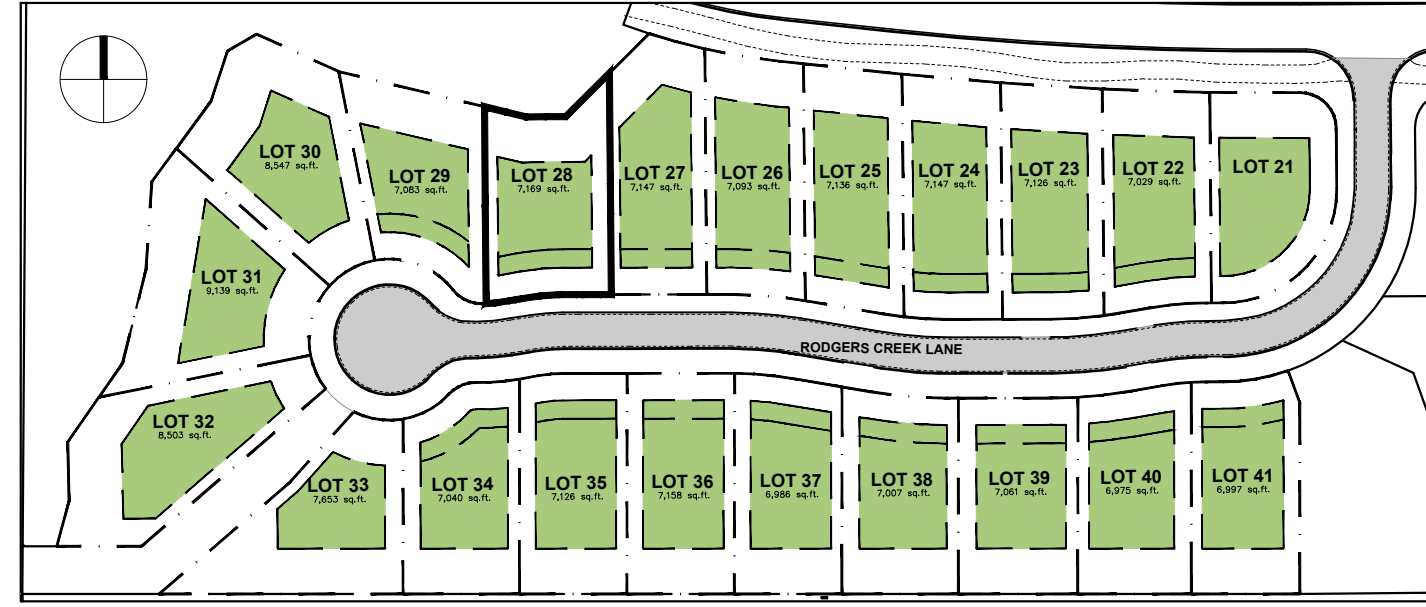 LOT 30
8,547 sq.ft.
LOT 29
7,083 sq.ft.
LOT 28
7,169 sq.ft.
LOT 27
7,147 sq.ft.
LOT 26
7,093 sq.ft.
LOT 25
7,136 sq.ft.
LOT 24
7,147 sq.ft.
LOT 23
7,126 sq.ft.
LOT 22
7,029 sq.ft.
LOT 21
LOT 31
9,139 sq.ft.
RODGERS CREEK LANE
LOT 32
8,503 sq.ft.
LOT 33
7,653 sq.ft.
LOT 34
7,040 sq.ft.
LOT 35
7,126 sq.ft.
LOT 36
7,158 sq.ft.
LOT 37
6,986 sq.ft.
LOT 38
7,007 sq.ft.
LOT 39
7,061 sq.ft.
LOT 40
6,975 sq.ft.
LOT 41
6,997 sq.ft.